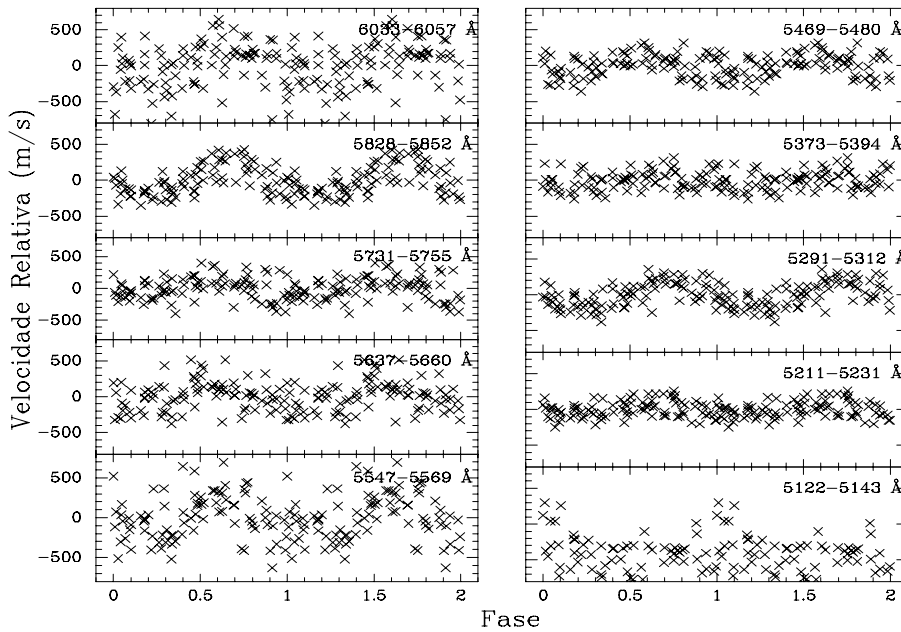 Velocidade Relativa (m/s)
6033−6057 Å
500
0
−500
5828−5852 Å
500
0
−500
5731−5755 Å
500
0
−500
5637−5660 Å
500
0
−500
5547−5569 Å
500
0
−500
0 0.5 1 1.5 2
5469−5480 Å
5373−5394 Å
5291−5312 Å
5211−5231 Å
5122−5143 Å
0 0.5 1 1.5 2
Fase